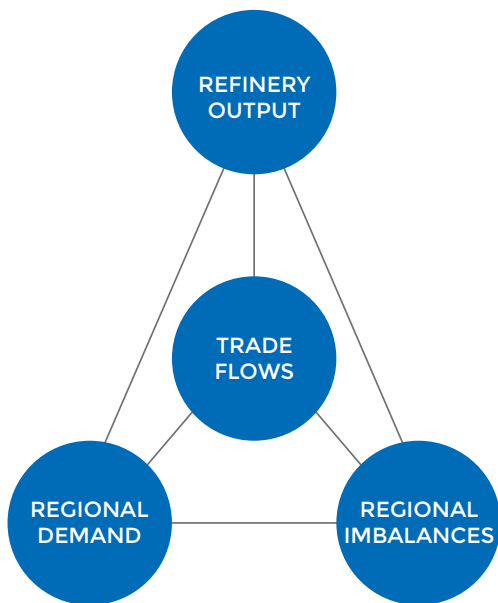 REFINERY
OUTPUT
TRADE
FLOWS
REGIONAL
DEMAND
REGIONAL
IMBALANCES